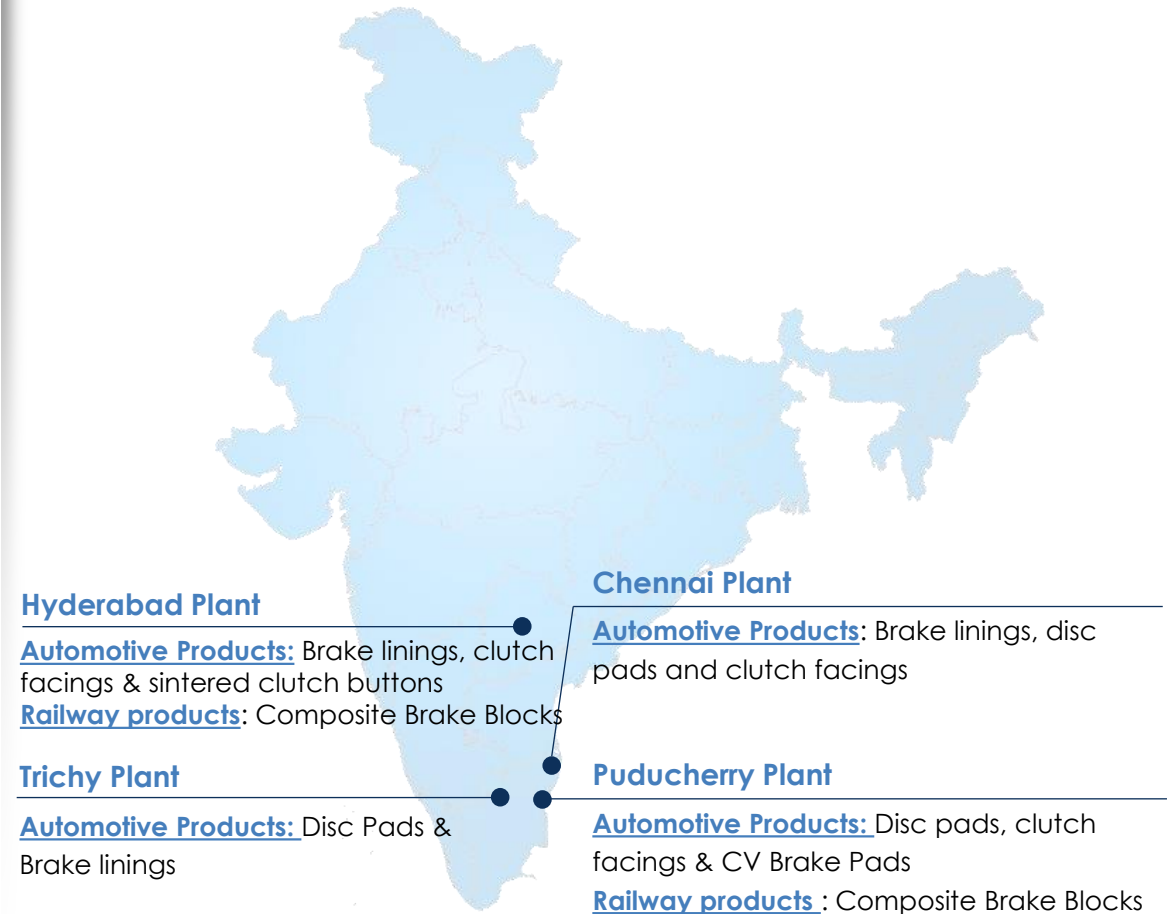 Hyderabad Plant
Automotive Products: Brake linings, clutch
facings & sintered clutch buttons
Railway products: Composite Brake Blocks
Chennai Plant
Automotive Products: Brake linings, disc
pads and clutch facings
Trichy Plant
Automotive Products: Disc Pads &
Brake linings
Puducherry Plant
Automotive Products: Disc pads, clutch
facings & CV Brake Pads
Railway products : Composite Brake Blocks